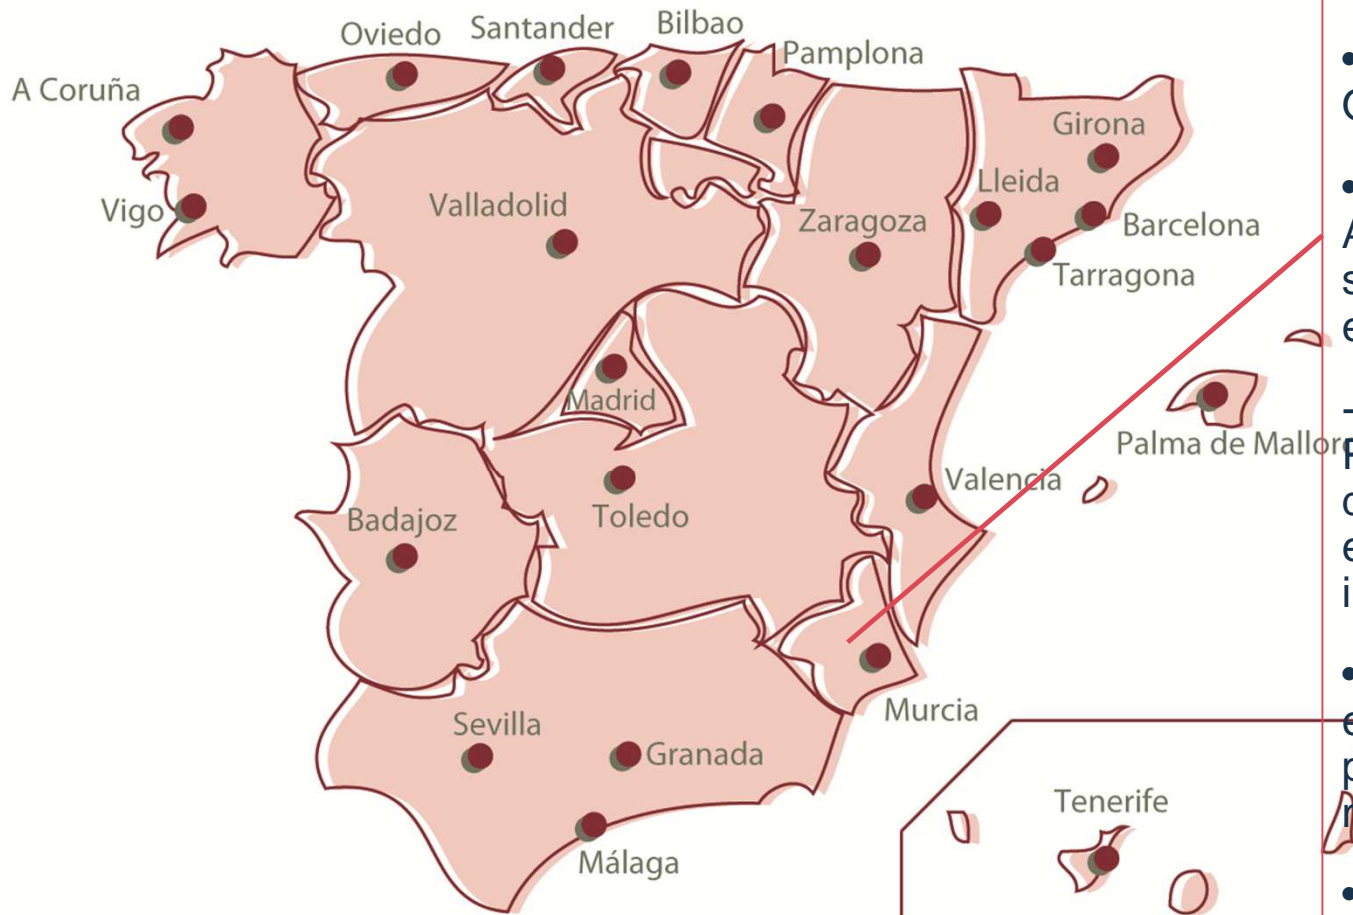 Bilbao
Santander
Oviedo
Pamplona
A Coruña
Girona
Lleida
Valladolid
Vigo
Zaragoza
Barcelona
Tarragona
Madrid
Palma de Mallor
Valencia
Toledo
Badajoz
Murcia
Sevilla
Granada
Tenerife
Málaga